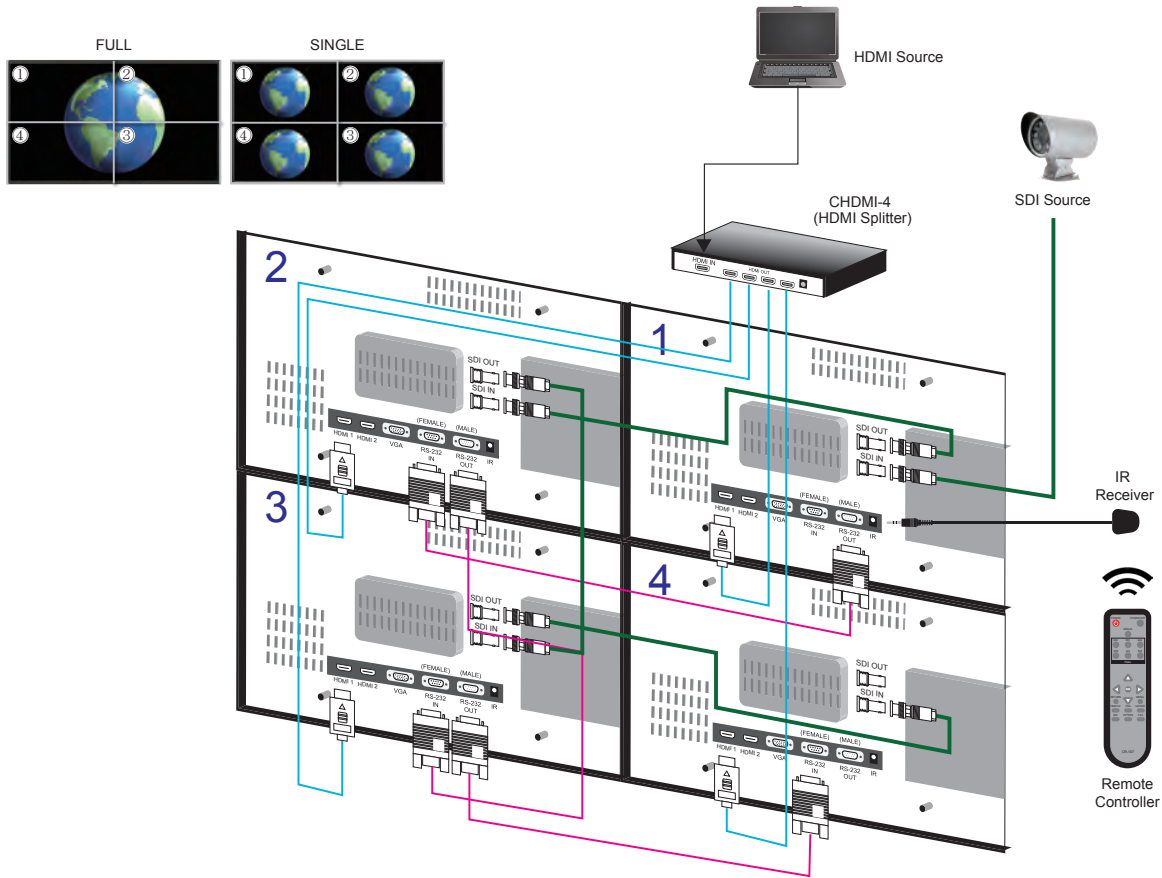 FULL
SINGLE
① ②
④ ③
① ②
④ ③
HDMI Source
SDI Source
CHDMI-4
(HDMI Splitter)
HDMI IN
HDMI OUT
2
SDI OUT
SDI IN
(FEMALE) (MALE)
HDMI 1 HDMI 2 VGA RS-232 IN RS-232 OUT IR
1
SDI OUT
SDI IN
(FEMALE) (MALE)
HDMI 1 HDMI 2 VGA RS-232 IN RS-232 OUT IR
IR
Receiver
3
SDI OUT
SDI IN
(FEMALE) (MALE)
HDMI 1 HDMI 2 VGA RS-232 IN RS-232 OUT IR
4
SDI OUT
SDI IN
(FEMALE) (MALE)
HDMI 1 HDMI 2 VGA RS-232 IN RS-232 OUT IR
Remote
Controller